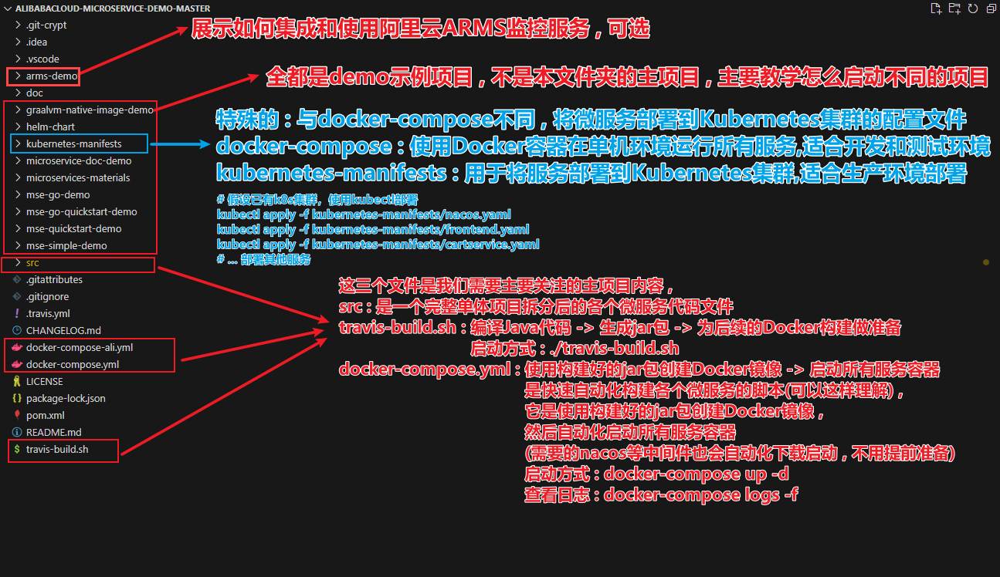 ALIBABACLOUD-MICROSERVICE-DEMO-MASTER
.git-crypt
.idea
.vscode
arms-demo
doc
graalvm-native-image-demo
helm-chart
kubernetes-manifests
microservice-doc-demo
microservices-materials
mse-go-demo
mse-go-quickstart-demo
mse-quickstart-demo
mse-simple-demo
src
.gitattributes
.gitignore
.travis.yml
CHANGELOG.md
docker-compose-ali.yml
docker-compose.yml
LICENSE
package-lock.json
pom.xml
README.md
travis-build.sh
展示如何集成和使用阿里云ARMS监控服务，可选
全都是demo示例项目，不是本文件夹的主项目，主要教学怎么启动不同的项目
特殊的：与docker-compose不同，将微服务部署到Kubernetes集群的配置文件
docker-compose：使用Docker容器在单机环境运行所有服务,适合开发和测试环境
kubernetes-manifests：用于将服务部署到Kubernetes集群,适合生产环境部署
# 假设已有k8s集群，使用kubectl部署
kubectl apply -f kubernetes-manifests/nacos.yaml
kubectl apply -f kubernetes-manifests/frontend.yaml
kubectl apply -f kubernetes-manifests/cartservice.yaml
# ... 部署其他服务
这三个文件是我们需要主要关注的主项目内容，
src：是一个完整单体项目拆分后的各个微服务代码文件
travis-build.sh：编译Java代码 -> 生成jar包 -> 为后续的Docker构建做准备
启动方式：./travis-build.sh
docker-compose.yml：使用构建好的jar包创建Docker镜像 -> 启动所有服务容器
是快速自动化构建各个微服务的脚本(可以这样理解)，
它是使用构建好的jar包创建Docker镜像，
然后自动化启动所有服务容器
(需要的nacos等中间件也会自动化下载启动，不用提前准备)
启动方式：docker-compose up -d
查看日志：docker-compose logs -f